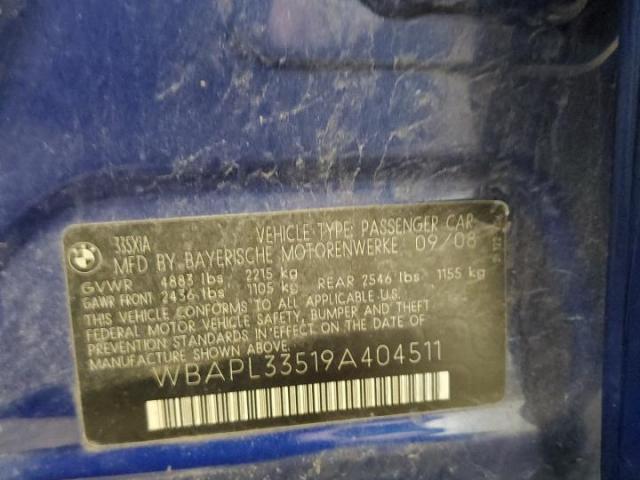 335XIA
VEHICLE TYPE: PASSENGER CAR
MFD BY BAYERISCHE MOTORENWERKE 09/08
GVWR 4883 lbs 2215 kg
GAWR FRONT 2436 lbs 1105 kg REAR 2546 lbs 1155 kg
THIS VEHICLE CONFORMS TO ALL APPLICABLE U.S.
FEDERAL MOTOR VEHICLE SAFETY, BUMPER AND THEFT
PREVENTION STANDARDS IN EFFECT ON THE DATE OF
MANUFACTURE SHOWN ABOVE.
WBAPL33519A404511